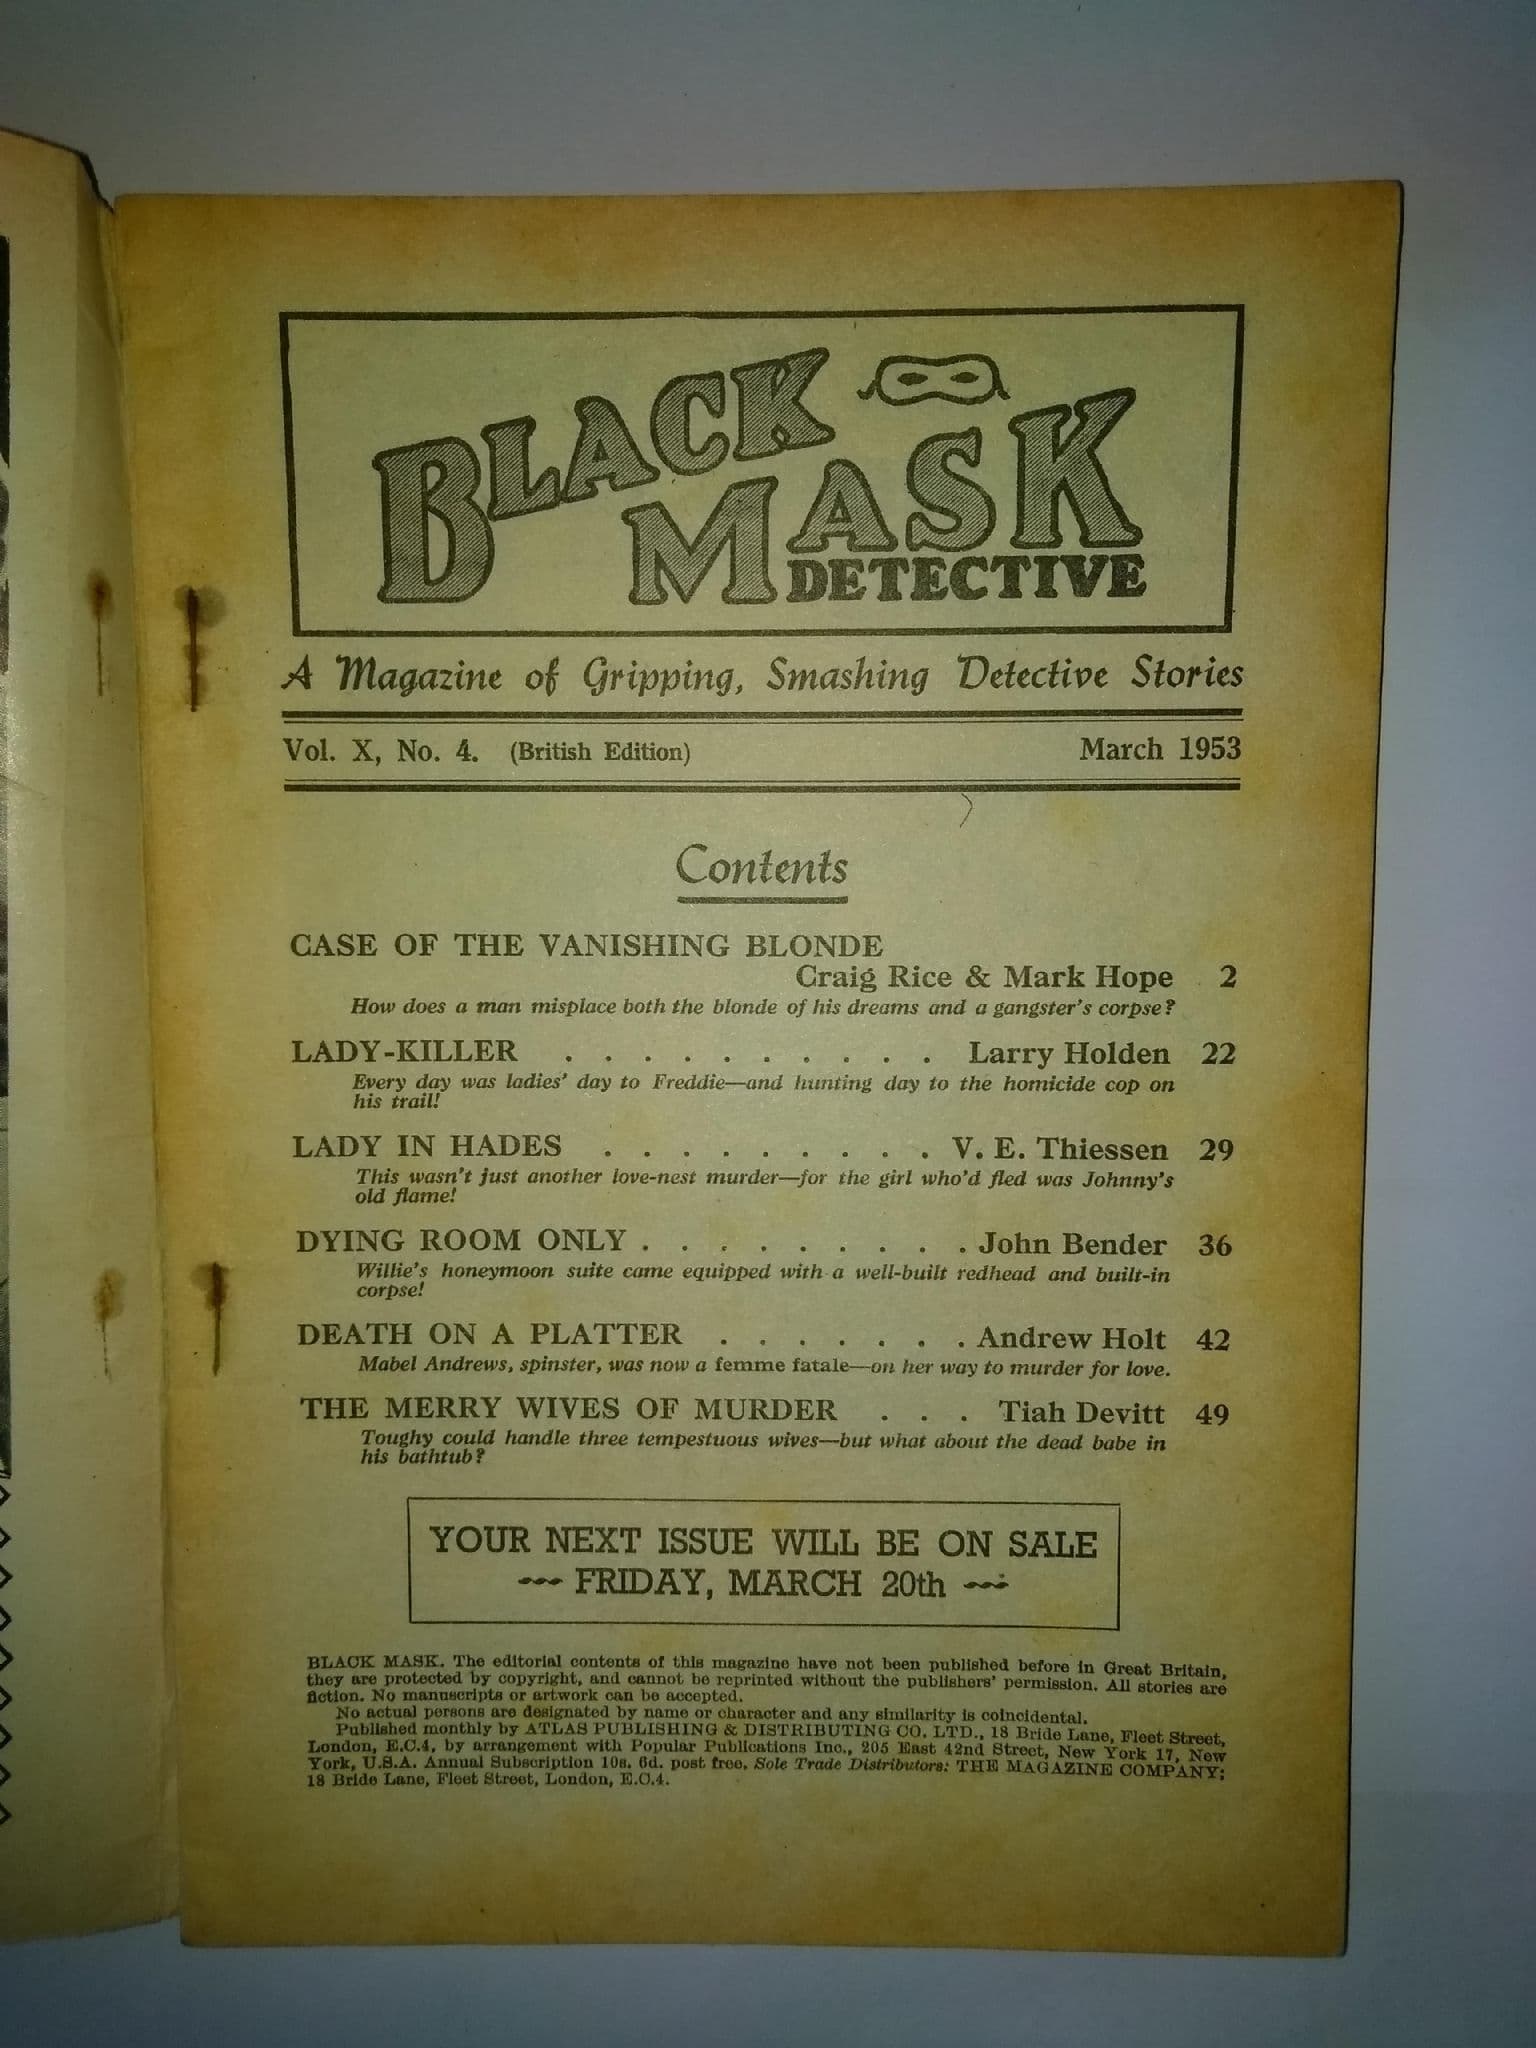 BLACK MASK
DETECTIVE
A Magazine of Gripping, Smashing Detective Stories
Vol. X, No. 4. (British Edition) March 1953
Contents
CASE OF THE VANISHING BLONDE
Craig Rice & Mark Hope 2
How does a man misplace both the blonde of his dreams and a gangster's corpse?
LADY-KILLER . . . . . . . . . . Larry Holden 22
Every day was ladies' day to Freddie—and hunting day to the homicide cop on
his trail!
LADY IN HADES . . . . . . . . . V. E. Thiessen 29
This wasn't just another love-nest murder—for the girl who'd fled was Johnny's
old flame!
DYING ROOM ONLY . . . . . . . . . John Bender 36
Willie's honeymoon suite came equipped with a well-built redhead and built-in
corpse!
DEATH ON A PLATTER . . . . . . . Andrew Holt 42
Mabel Andrews, spinster, was now a femme fatale—on her way to murder for love.
THE MERRY WIVES OF MURDER . . . Tiah Devitt 49
Toughy could handle three tempestuous wives—but what about the dead babe in
his bathtub?
YOUR NEXT ISSUE WILL BE ON SALE
FRIDAY, MARCH 20th
BLACK MASK. The editorial contents of this magazine have not been published before in Great Britain,
they are protected by copyright, and cannot be reprinted without the publishers' permission. All stories are
fiction. No manuscripts or artwork can be accepted.
No actual persons are designated by name or character and any similarity is coincidental.
Published monthly by ATLAS PUBLISHING & DISTRIBUTING CO. LTD., 18 Bride Lane, Fleet Street,
London, E.C.4, by arrangement with Popular Publications Inc., 205 East 42nd Street, New York 17, New
York, U.S.A. Annual Subscription 10s. 6d. post free. Sole Trade Distributors: THE MAGAZINE COMPANY;
18 Bride Lane, Fleet Street, London, E.C.4.